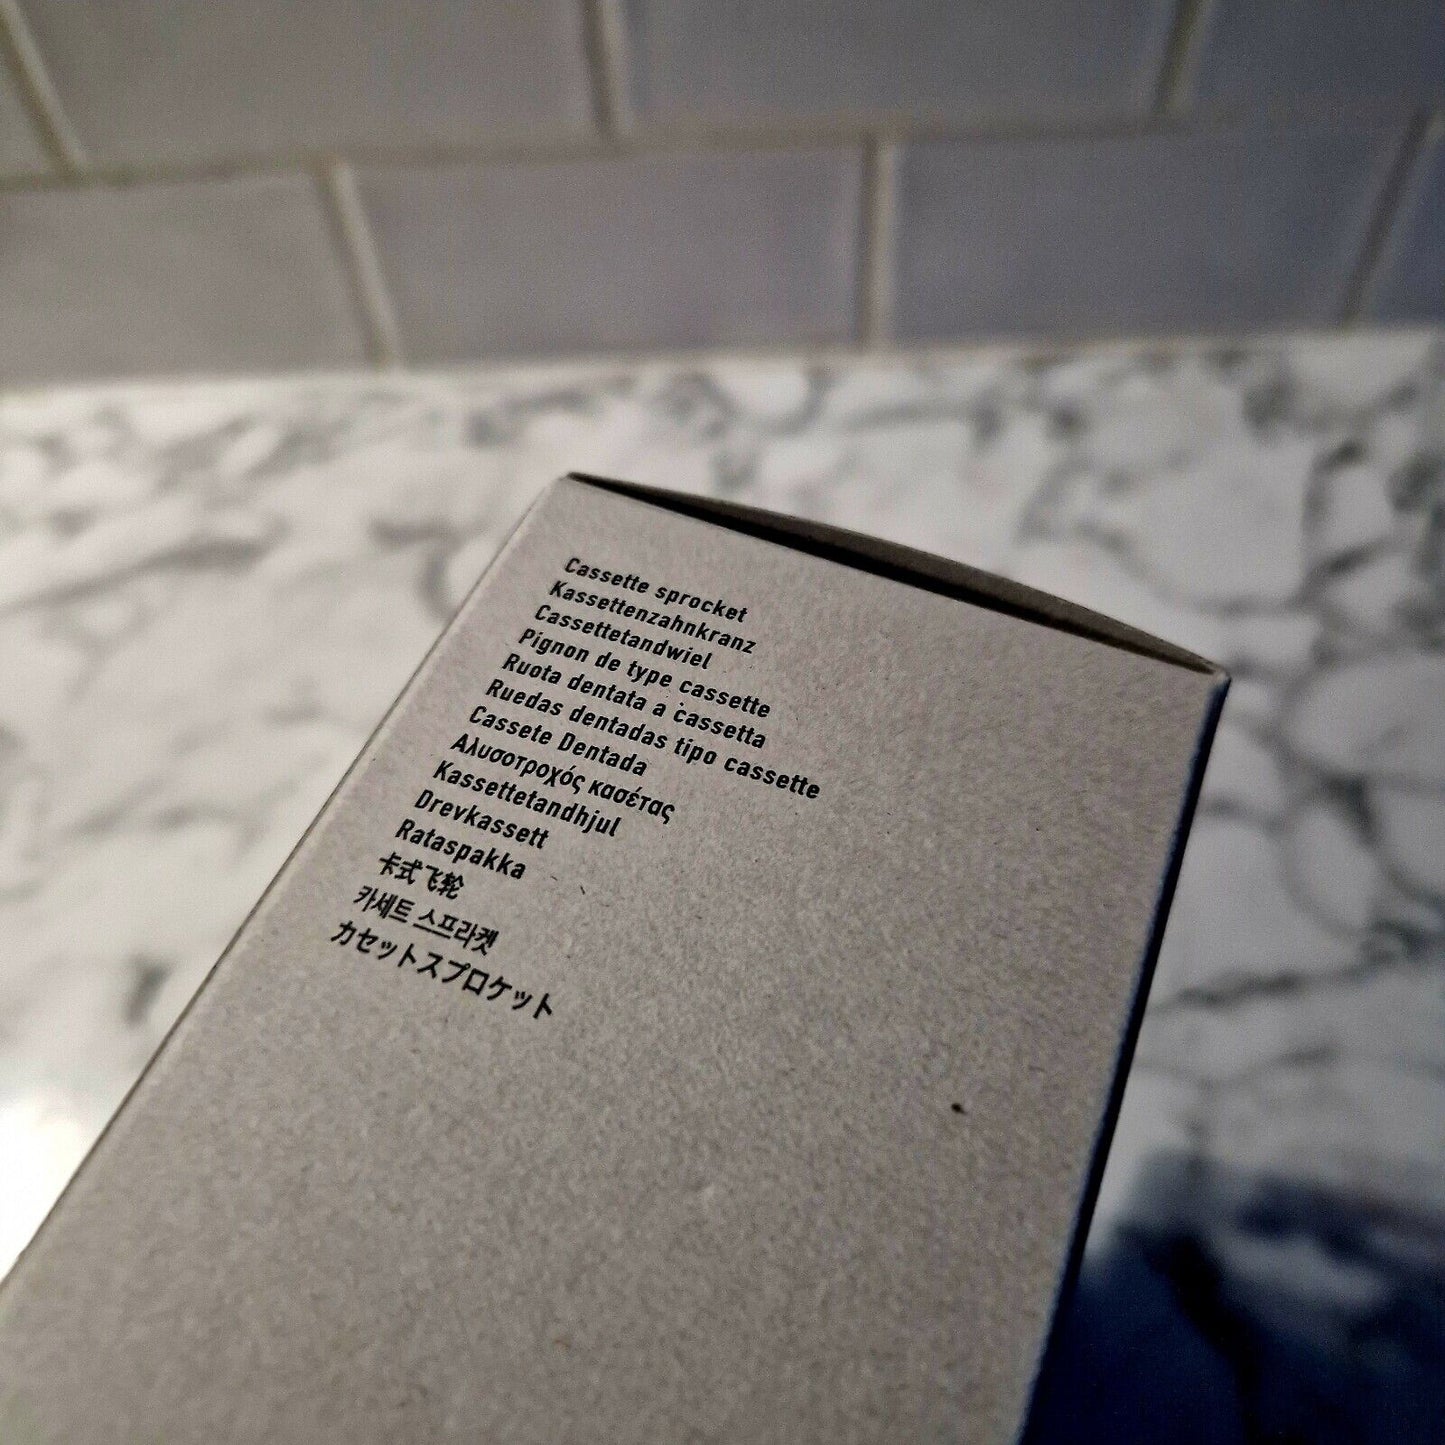 Cassette sprocket
Kassettenzahnkranz
Cassettetandwiel
Pignon de type cassette
Ruota dentata a cassetta
Ruedas dentadas tipo cassette
Cassete Dentada
Αλυσοτροχός κασέτας
Kassettetandhjul
Drevkassett
Rataspakka
卡式飞轮
카세트 스프라켓
カセットスプロケット